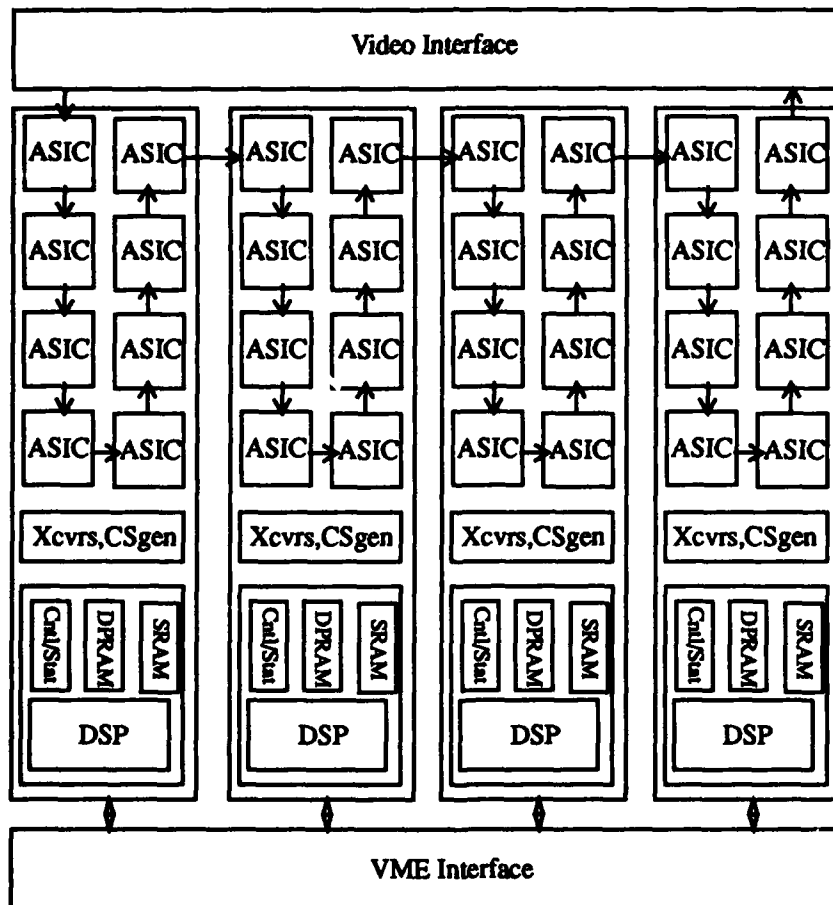 Video Interface
ASIC ASIC ASIC ASIC ASIC ASIC ASIC ASIC
ASIC ASIC ASIC ASIC ASIC ASIC ASIC ASIC
ASIC ASIC ASIC ASIC ASIC ASIC ASIC ASIC
ASIC ASIC ASIC ASIC ASIC ASIC ASIC ASIC
Xcvrs,CSgen Xcvrs,CSgen Xcvrs,CSgen Xcvrs,CSgen
Cntl/Stat DPRAM SRAM Cntl/Stat DPRAM SRAM Cntl/Stat DPRAM SRAM Cntl/Stat DPRAM SRAM
DSP DSP DSP DSP
VME Interface